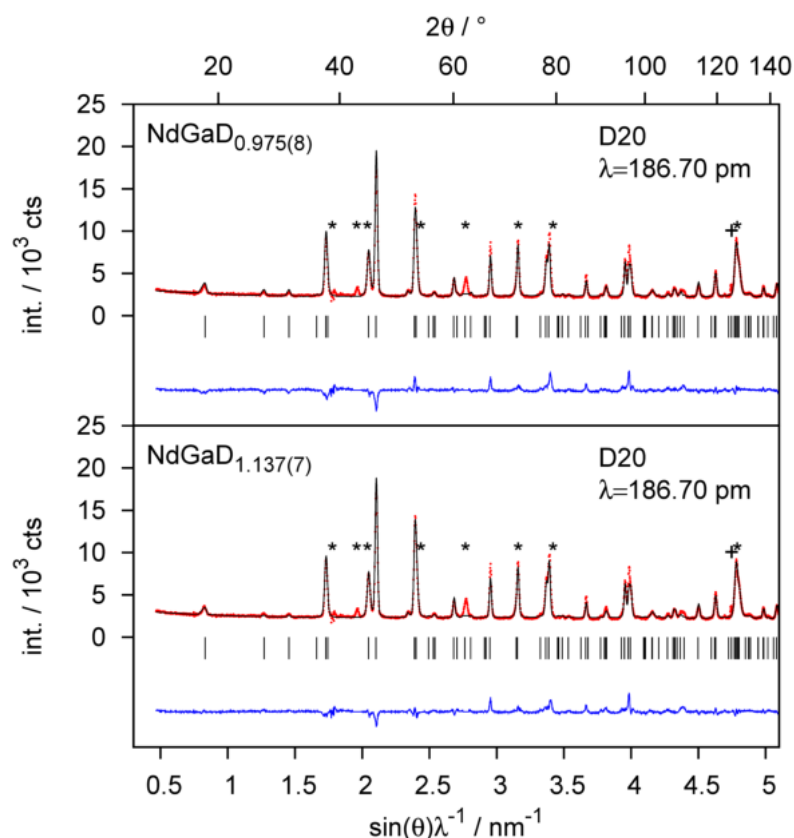 2θ / °
20 40 60 80 100 120 140
25
20
15
10
5
0
int. / 10³ cts
NdGaD0.975(8)
D20
λ=186.70 pm
* * * * * * * + *
25
20
15
10
5
0
int. / 10³ cts
NdGaD1.137(7)
D20
λ=186.70 pm
* * * * * * * + *
0.5 1 1.5 2 2.5 3 3.5 4 4.5 5
sin(θ)λ⁻¹ / nm⁻¹